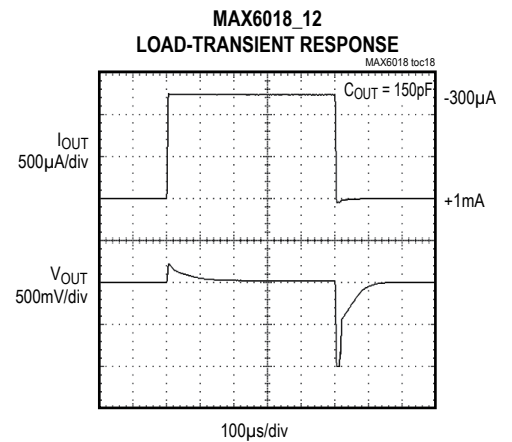 MAX6018_12
LOAD-TRANSIENT RESPONSE
MAX6018 toc18
COUT = 150pF
-300µA
IOUT
500µA/div
+1mA
VOUT
500mV/div
100µs/div